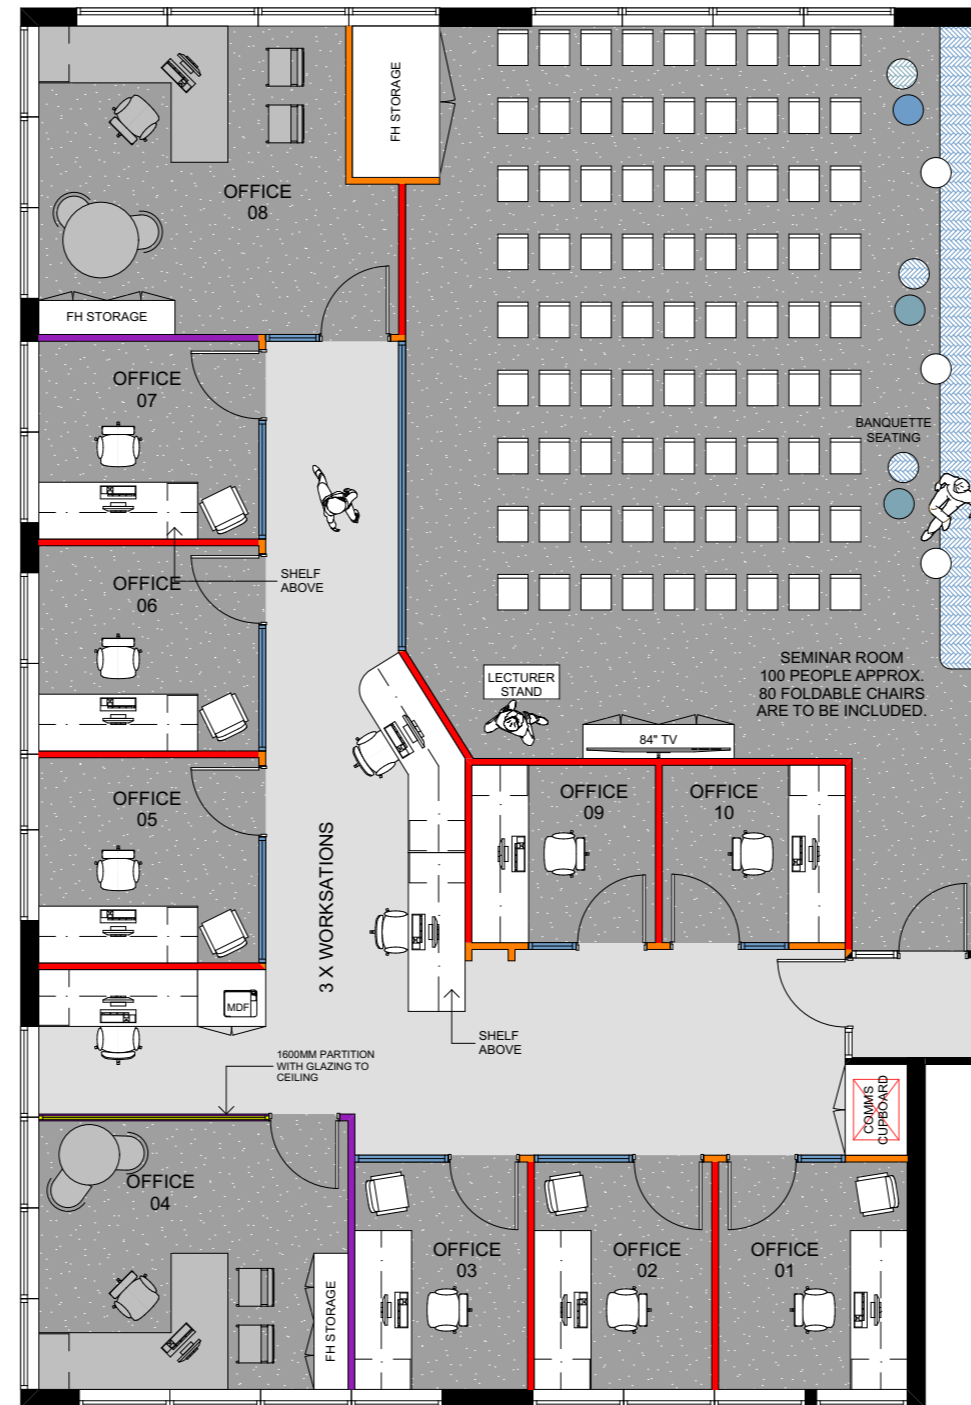 FH STORAGE
OFFICE
08
FH STORAGE
OFFICE
07
BANQUETTE
SEATING
SHELF
ABOVE
OFFICE
06
SEMINAR ROOM
100 PEOPLE APPROX.
80 FOLDABLE CHAIRS
ARE TO BE INCLUDED.
LECTURER
STAND
84" TV
OFFICE
05
OFFICE
09
OFFICE
10
3 X WORKSATIONS
MDF
SHELF
ABOVE
1600MM PARTITION
WITH GLAZING TO
CEILING
COMMS
CUPBOARD
OFFICE
04
FH STORAGE
OFFICE
03
OFFICE
02
OFFICE
01